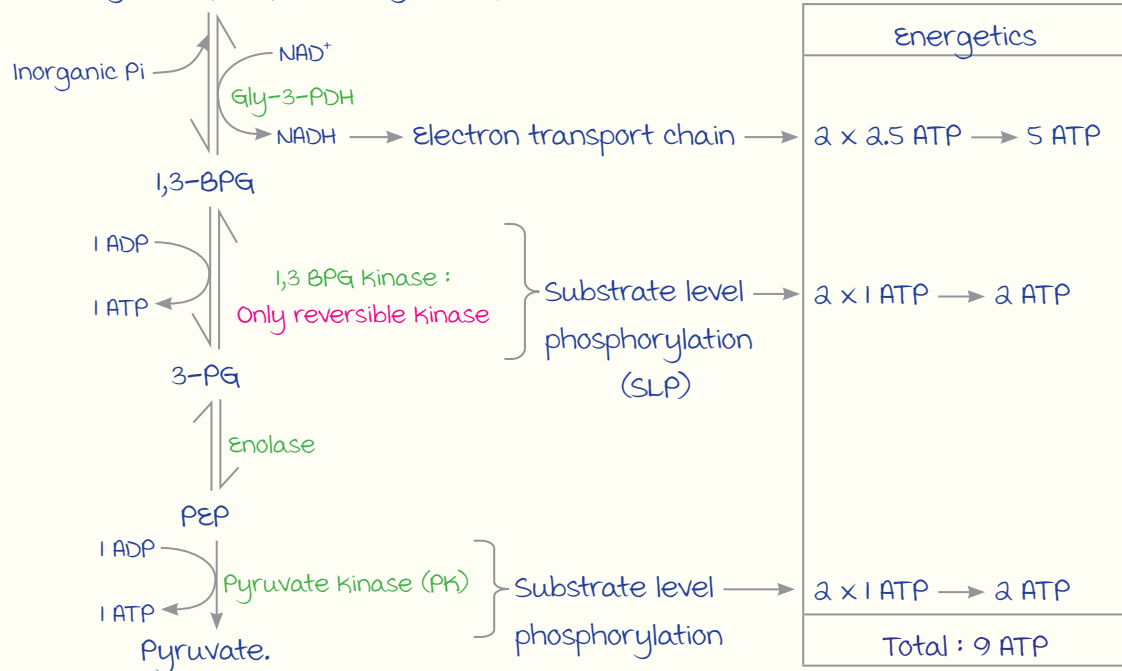 Energetics
Inorganic Pi
NAD⁺
Gly-3-PDH
NADH
Electron transport chain
2 x 2.5 ATP
5 ATP
1,3-BPG
1 ADP
1 ATP
1,3 BPG kinase :
Only reversible kinase
Substrate level
phosphorylation
(SLP)
2 x 1 ATP
2 ATP
3-PG
Enolase
PEP
1 ADP
1 ATP
Pyruvate kinase (PK)
Substrate level
phosphorylation
2 x 1 ATP
2 ATP
Pyruvate.
Total : 9 ATP